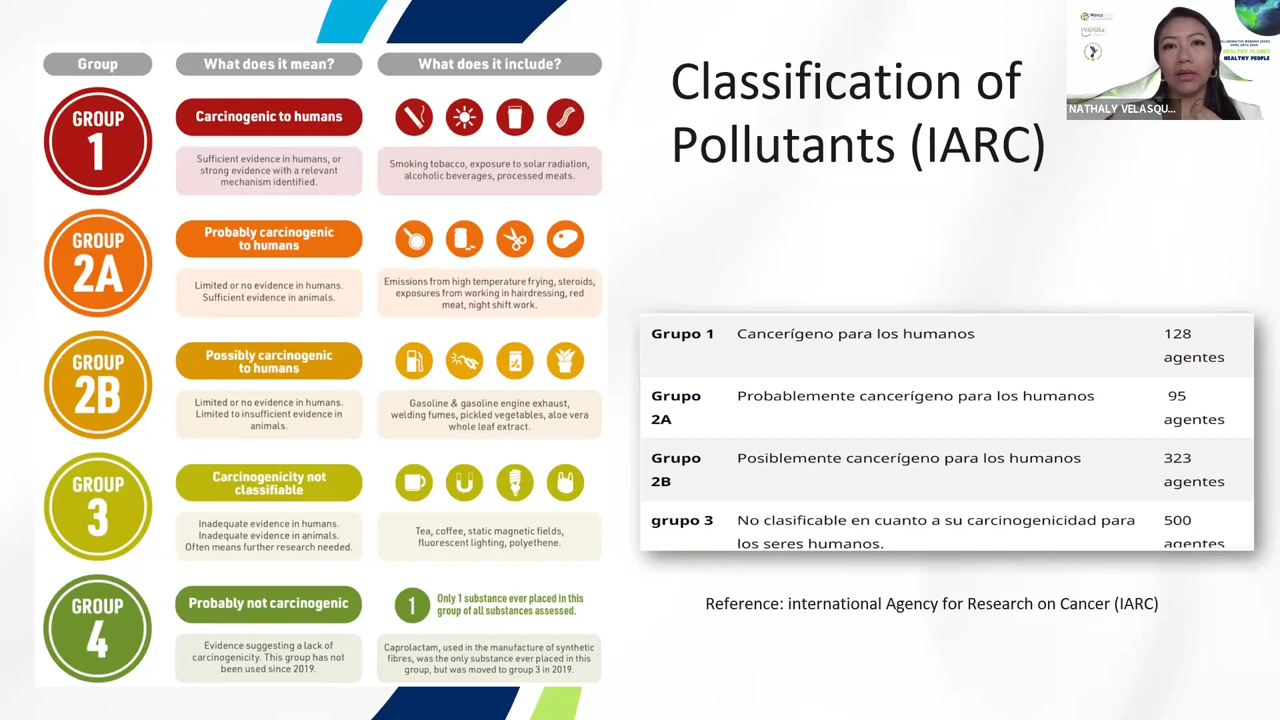 Group
What does it mean?
What does it include?
GROUP
1
Carcinogenic to humans
Sufficient evidence in humans, or
strong evidence with a relevant
mechanism identified.
Smoking tobacco, exposure to solar radiation,
alcoholic beverages, processed meats.
GROUP
2A
Probably carcinogenic
to humans
Limited or no evidence in humans.
Sufficient evidence in animals.
Emissions from high temperature frying, steroids,
exposures from working in hairdressing, red
meat, night shift work.
GROUP
2B
Possibly carcinogenic
to humans
Limited or no evidence in humans.
Limited to insufficient evidence in
animals.
Gasoline & gasoline engine exhaust,
welding fumes, pickled vegetables, aloe vera
whole leaf extract.
GROUP
3
Carcinogenicity not
classifiable
Inadequate evidence in humans.
Inadequate evidence in animals.
Often means further research needed.
Tea, coffee, static magnetic fields,
fluorescent lighting, polyethene.
GROUP
4
Probably not carcinogenic
Evidence suggesting a lack of
carcinogenicity. This group has not
been used since 2019.
1
Only 1 substance ever placed in this
group of all substances assessed.
Caprolactam, used in the manufacture of synthetic
fibres, was the only substance ever placed in this
group, but was moved to group 3 in 2019.
Classification of
Pollutants (IARC)
Grupo 1 Cancerígeno para los humanos 128
agentes
Grupo Probablemente cancerígeno para los humanos 95
2A agentes
Grupo Posiblemente cancerígeno para los humanos 323
2B agentes
grupo 3 No clasificable en cuanto a su carcinogenicidad para 500
los seres humanos. agentes
Reference: international Agency for Research on Cancer (IARC)
HEALTHY PLANET
HEALTHY PEOPLE
NATHALY VELASQU...